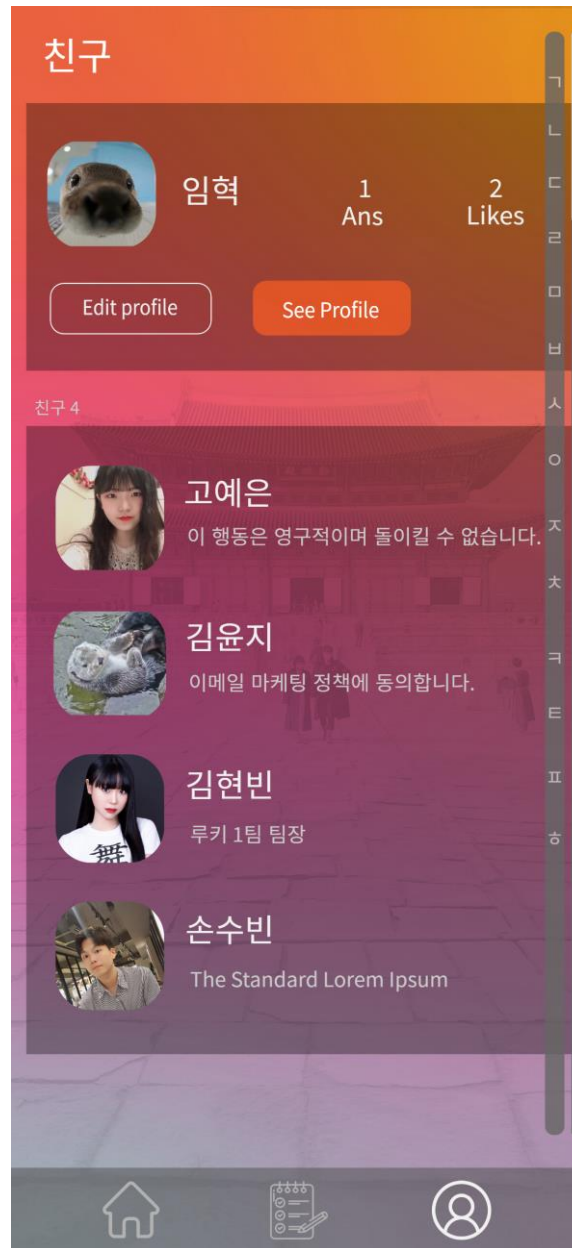 친구
임혁
1
Ans
2
Likes
Edit profile
See Profile
친구 4
고예은
이 행동은 영구적이며 돌이킬 수 없습니다.
김윤지
이메일 마케팅 정책에 동의합니다.
김현빈
루키 1팀 팀장
舞
손수빈
The Standard Lorem Ipsum
ㄱ
ㄴ
ㄷ
ㄹ
ㅁ
ㅂ
ㅅ
ㅇ
ㅈ
ㅊ
ㅋ
ㅌ
ㅍ
ㅎ